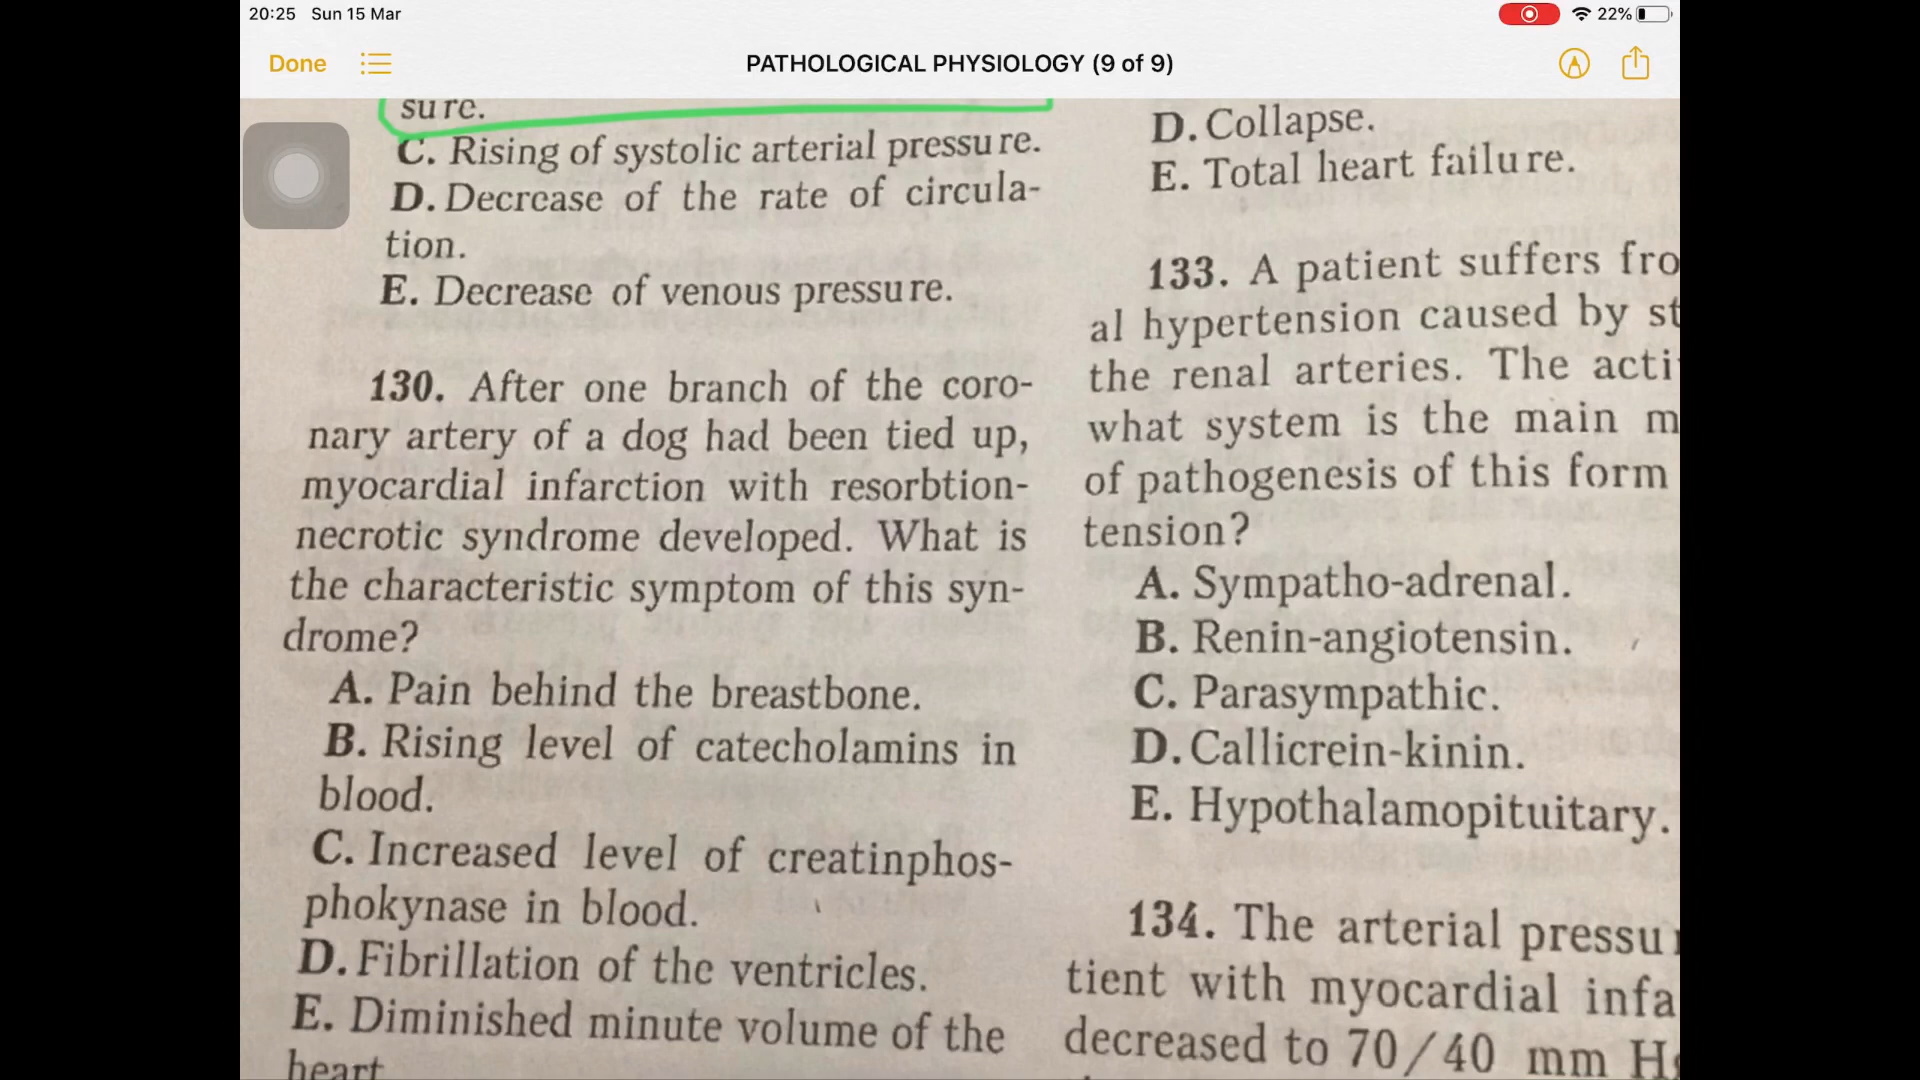 20:25 Sun 15 Mar
22%
Done
PATHOLOGICAL PHYSIOLOGY (9 of 9)
sure.
C. Rising of systolic arterial pressure.
D. Decrease of the rate of circula-
tion.
E. Decrease of venous pressure.
130. After one branch of the coro-
nary artery of a dog had been tied up,
myocardial infarction with resorbtion-
necrotic syndrome developed. What is
the characteristic symptom of this syn-
drome?
A. Pain behind the breastbone.
B. Rising level of catecholamins in
blood.
C. Increased level of creatinphos-
phokynase in blood.
D. Fibrillation of the ventricles.
E. Diminished minute volume of the
heart
D. Collapse.
E. Total heart failure.
133. A patient suffers fro
al hypertension caused by st
the renal arteries. The acti
what system is the main m
of pathogenesis of this form
tension?
A. Sympatho-adrenal.
B. Renin-angiotensin.
C. Parasympathic.
D. Callicrein-kinin.
E. Hypothalamopituitary.
134. The arterial pressu
tient with myocardial infa
decreased to 70/40 mm H